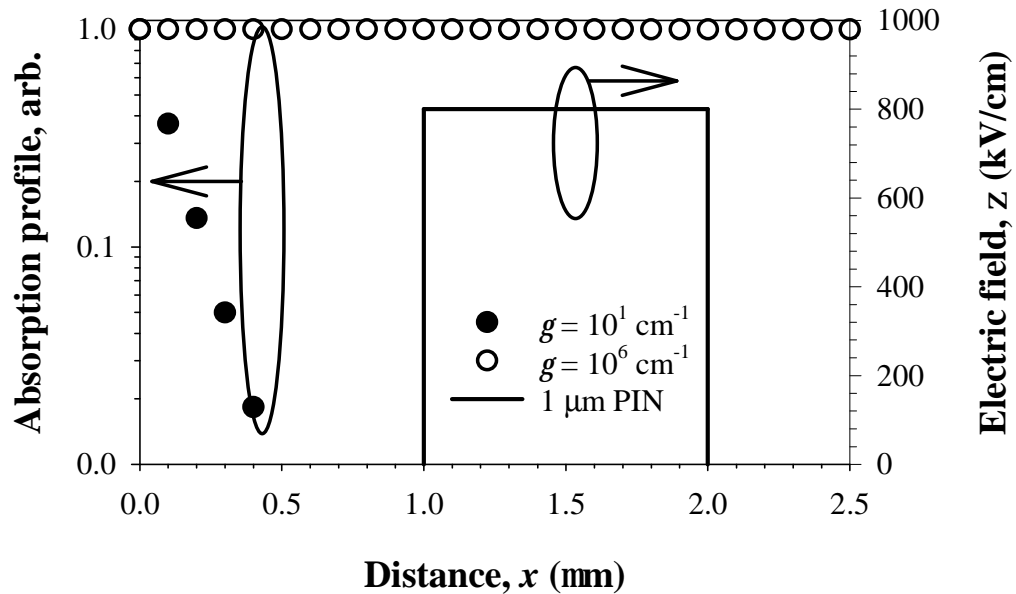 Absorption profile, arb.
1.0
0.1
0.0
1000
800
600
400
200
0
Electric field, z (kV/cm)
g = 10¹ cm⁻¹
g = 10⁶ cm⁻¹
1 μm PIN
0.0 0.5 1.0 1.5 2.0 2.5
Distance, x (mm)